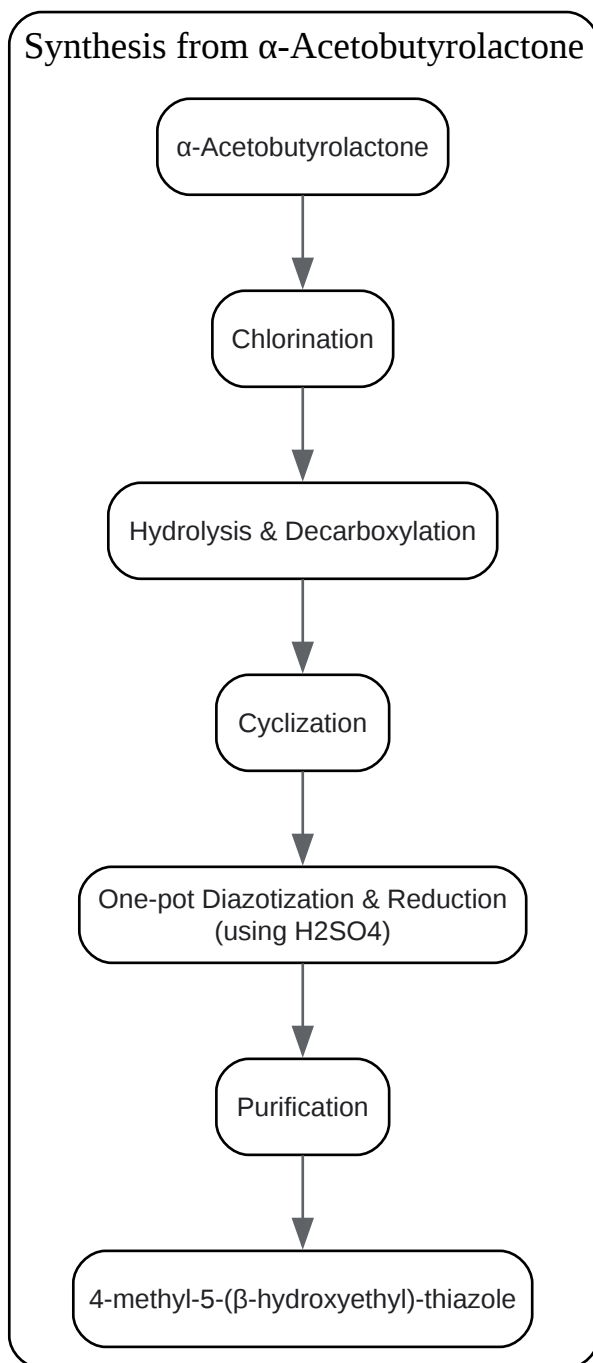 Synthesis from α-Acetobutyrolactone
α-Acetobutyrolactone
Chlorination
Hydrolysis & Decarboxylation
Cyclization
One-pot Diazotization & Reduction
(using H2SO4)
Purification
4-methyl-5-(β-hydroxyethyl)-thiazole